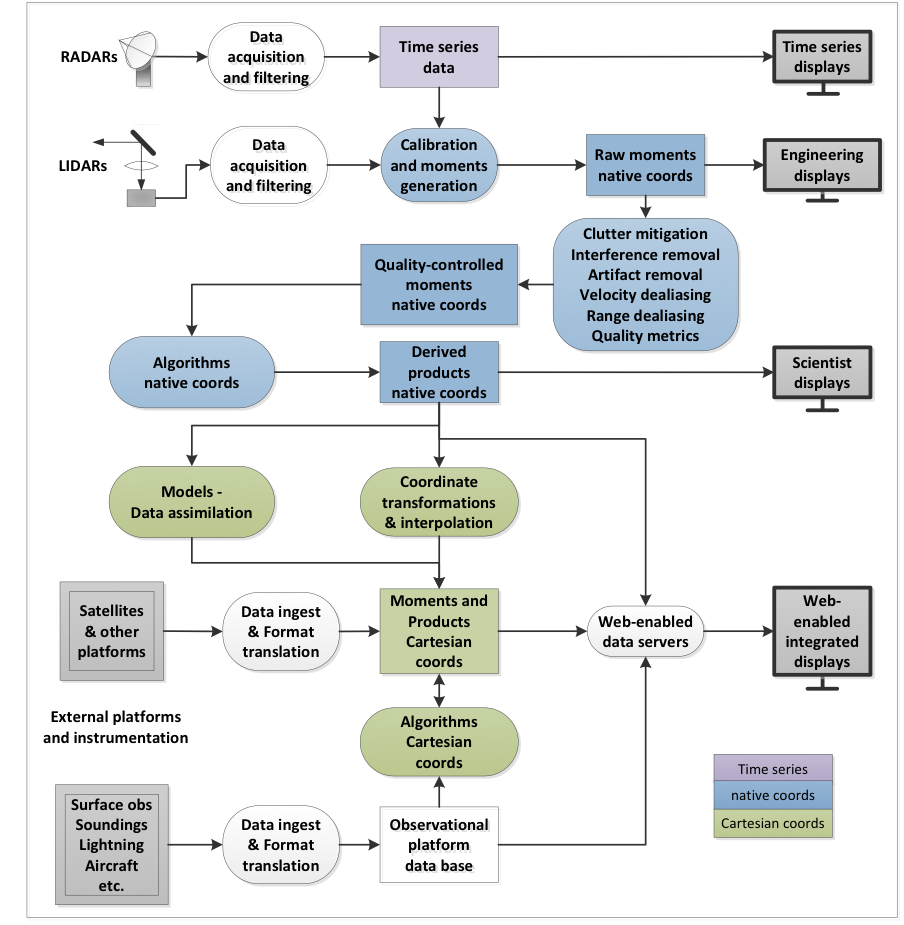 RADARs
Data
acquisition
and filtering
Time series
data
Time series
displays
LIDARs
Data
acquisition
and filtering
Calibration
and moments
generation
Raw moments
native coords
Engineering
displays
Clutter mitigation
Interference removal
Artifact removal
Velocity dealiasing
Range dealiasing
Quality metrics
Quality-controlled
moments
native coords
Algorithms
native coords
Derived
products
native coords
Scientist
displays
Models -
Data assimilation
Coordinate
transformations
& interpolation
Satellites
& other
platforms
Data ingest
& Format
translation
Moments and
Products
Cartesian
coords
Web-enabled
data servers
Web-
enabled
integrated
displays
External platforms
and instrumentation
Algorithms
Cartesian
coords
Time series
native coords
Cartesian coords
Surface obs
Soundings
Lightning
Aircraft
etc.
Data ingest
& Format
translation
Observational
platform
data base